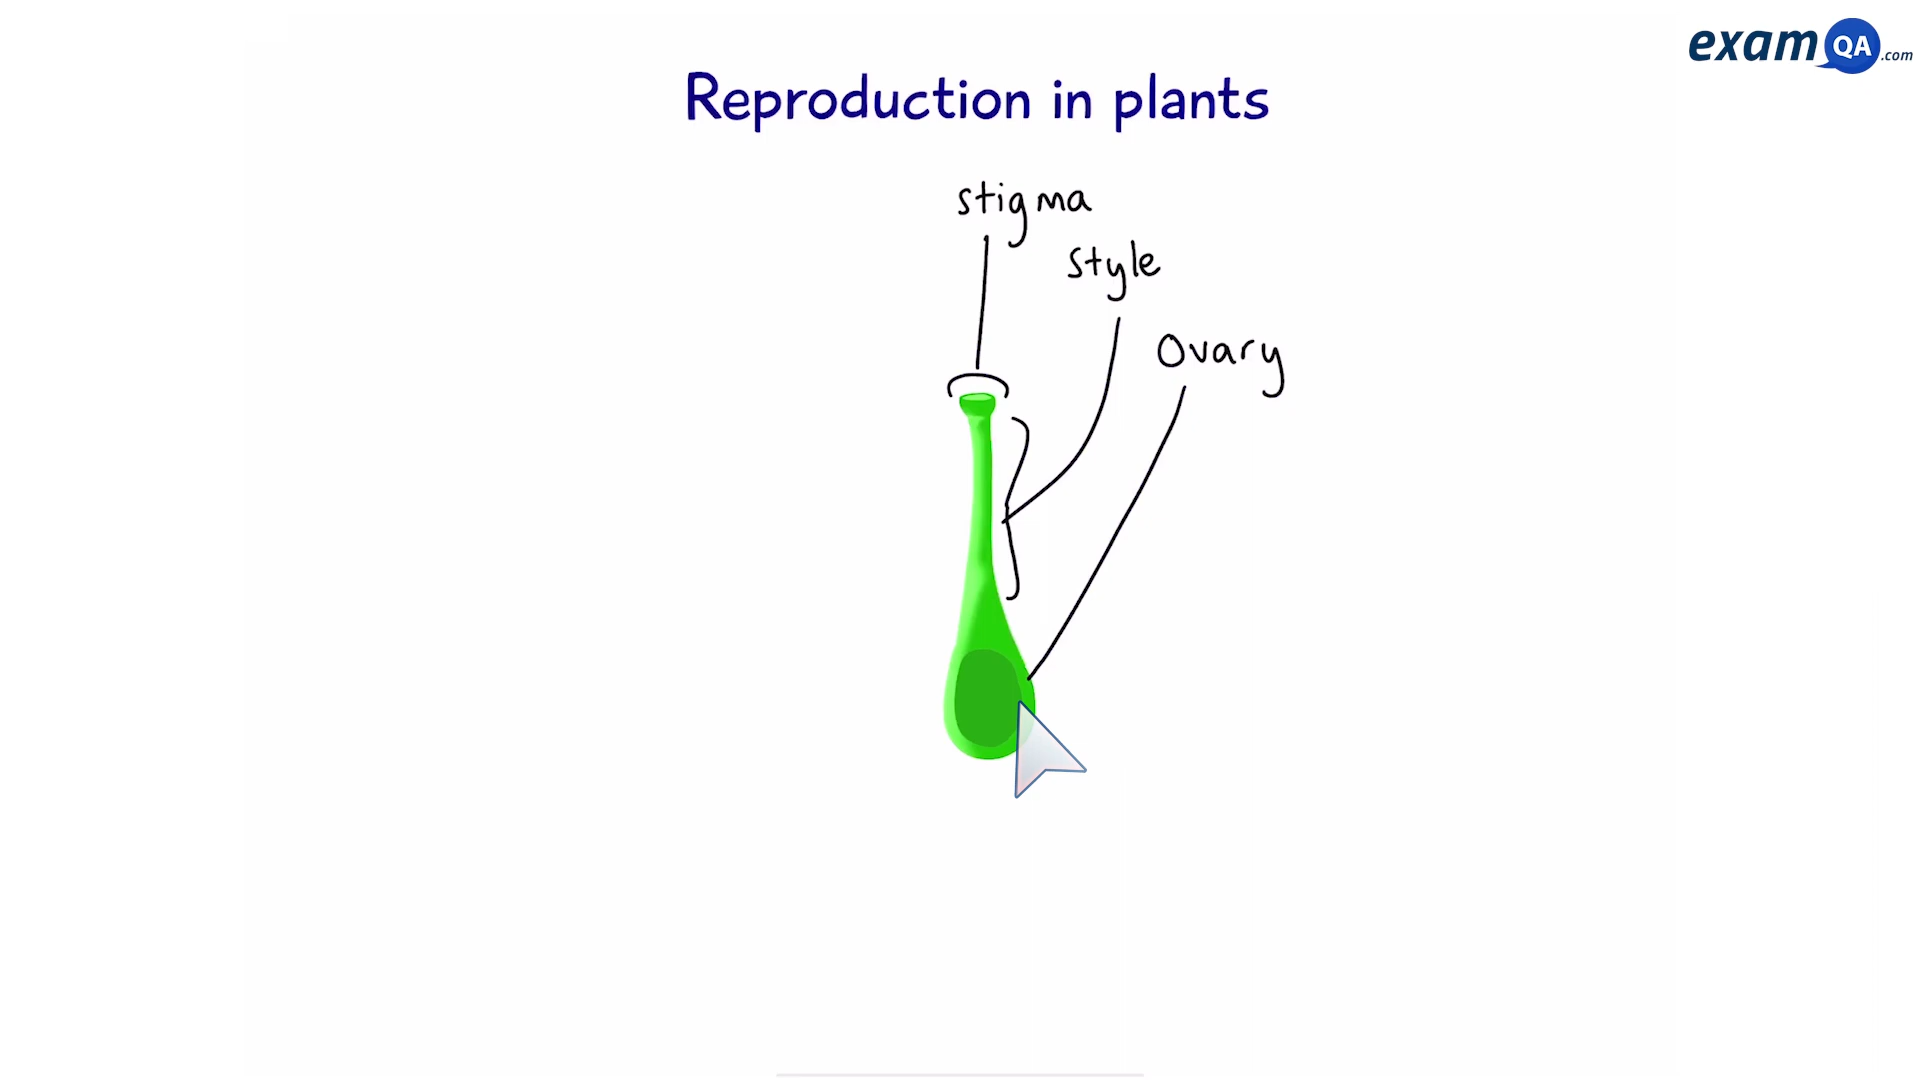 examQA.com
Reproduction in plants
stigma
style
Ovary